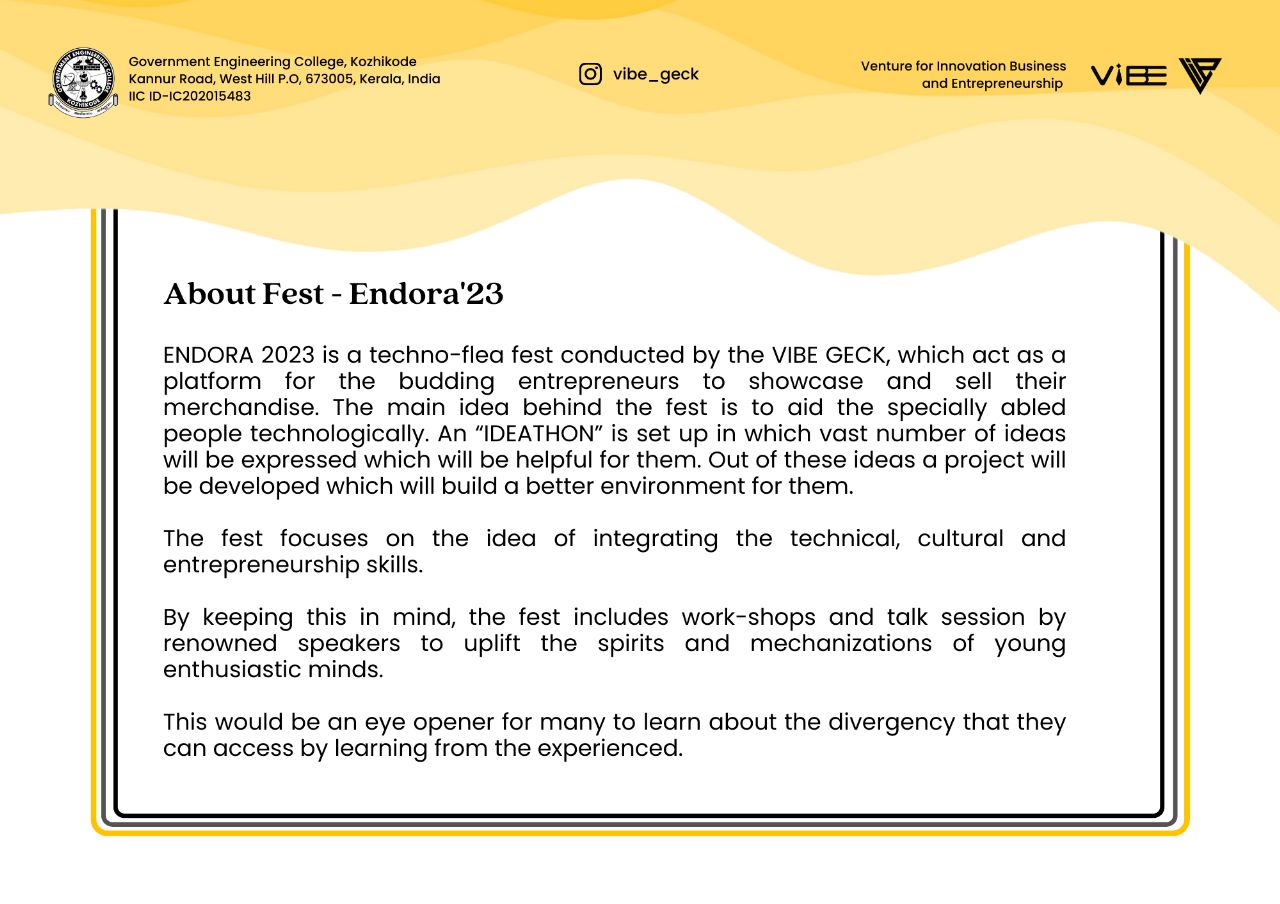 Government Engineering College, Kozhikode
Kannur Road, West Hill P.O, 673005, Kerala, India
IIC ID-IC202015483
vibe_geck
Venture for Innovation Business
and Entrepreneurship
ViBE
About Fest - Endora'23
ENDORA 2023 is a techno-flea fest conducted by the VIBE GECK, which act as a
platform for the budding entrepreneurs to showcase and sell their
merchandise. The main idea behind the fest is to aid the specially abled
people technologically. An “IDEATHON” is set up in which vast number of ideas
will be expressed which will be helpful for them. Out of these ideas a project will
be developed which will build a better environment for them.
The fest focuses on the idea of integrating the technical, cultural and
entrepreneurship skills.
By keeping this in mind, the fest includes work-shops and talk session by
renowned speakers to uplift the spirits and mechanizations of young
enthusiastic minds.
This would be an eye opener for many to learn about the divergency that they
can access by learning from the experienced.